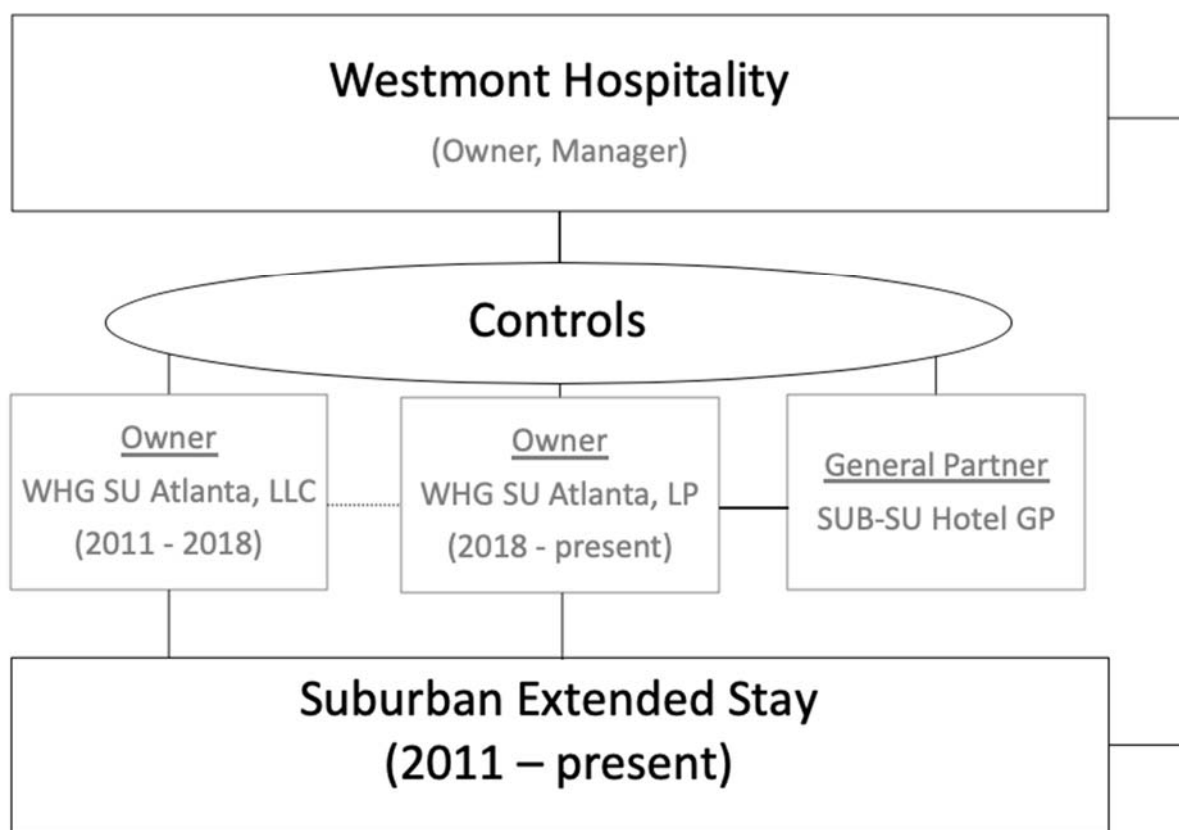 Westmont Hospitality
(Owner, Manager)
Controls
Owner
WHG SU Atlanta, LLC
(2011 - 2018)
Owner
WHG SU Atlanta, LP
(2018 - present)
General Partner
SUB-SU Hotel GP
Suburban Extended Stay
(2011 – present)